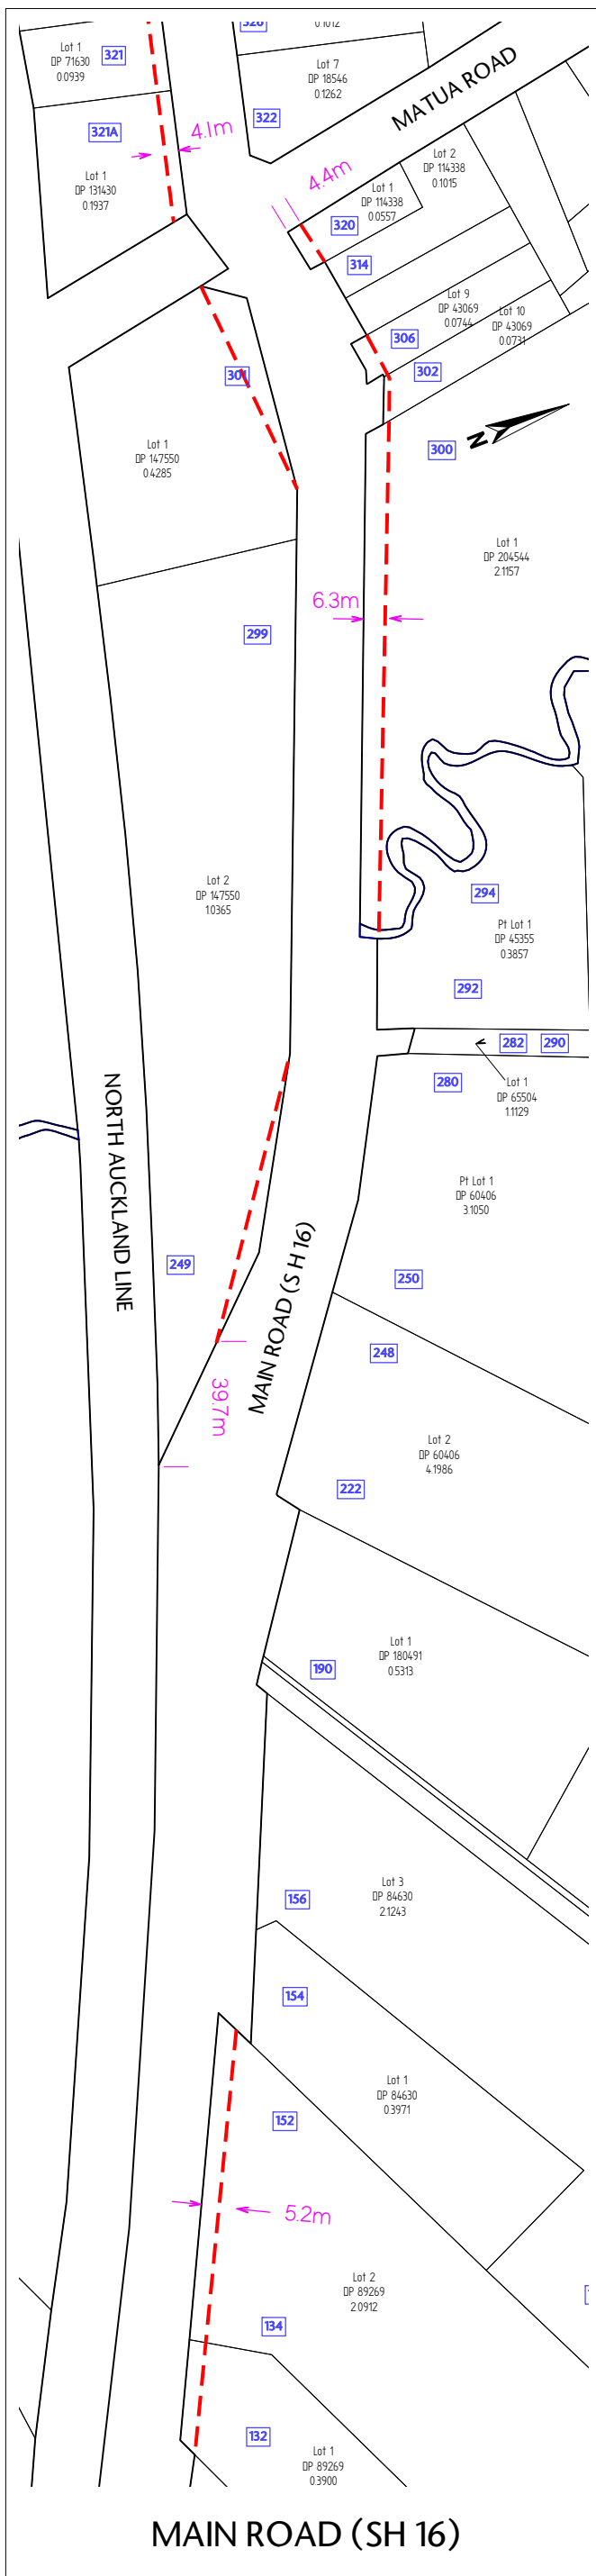 326
0.1012
Lot 1
DP 71630
0.0939
321
Lot 7
DP 18546
0.1262
MATUA ROAD
322
4.1m
321A
Lot 1
DP 131430
0.1937
4.4m
Lot 2
DP 114338
0.1015
Lot 1
DP 114338
0.0557
320
314
Lot 9
DP 43069
0.0744
Lot 10
DP 43069
0.0731
306
302
301
N
300
Lot 1
DP 147550
0.4285
Lot 1
DP 204544
2.1157
6.3m
299
Lot 2
DP 147550
1.0365
294
Pt Lot 1
DP 45355
0.3857
292
282
290
280
Lot 1
DP 65504
1.1129
NORTH AUCKLAND LINE
Pt Lot 1
DP 60406
3.1050
249
250
MAIN ROAD (S H 16)
248
39.7m
Lot 2
DP 60406
4.1986
222
Lot 1
DP 180491
0.5313
190
Lot 3
DP 84630
2.1243
156
154
Lot 1
DP 84630
0.3971
152
5.2m
Lot 2
DP 89269
2.0912
134
132
Lot 1
DP 89269
0.3900
MAIN ROAD (SH 16)